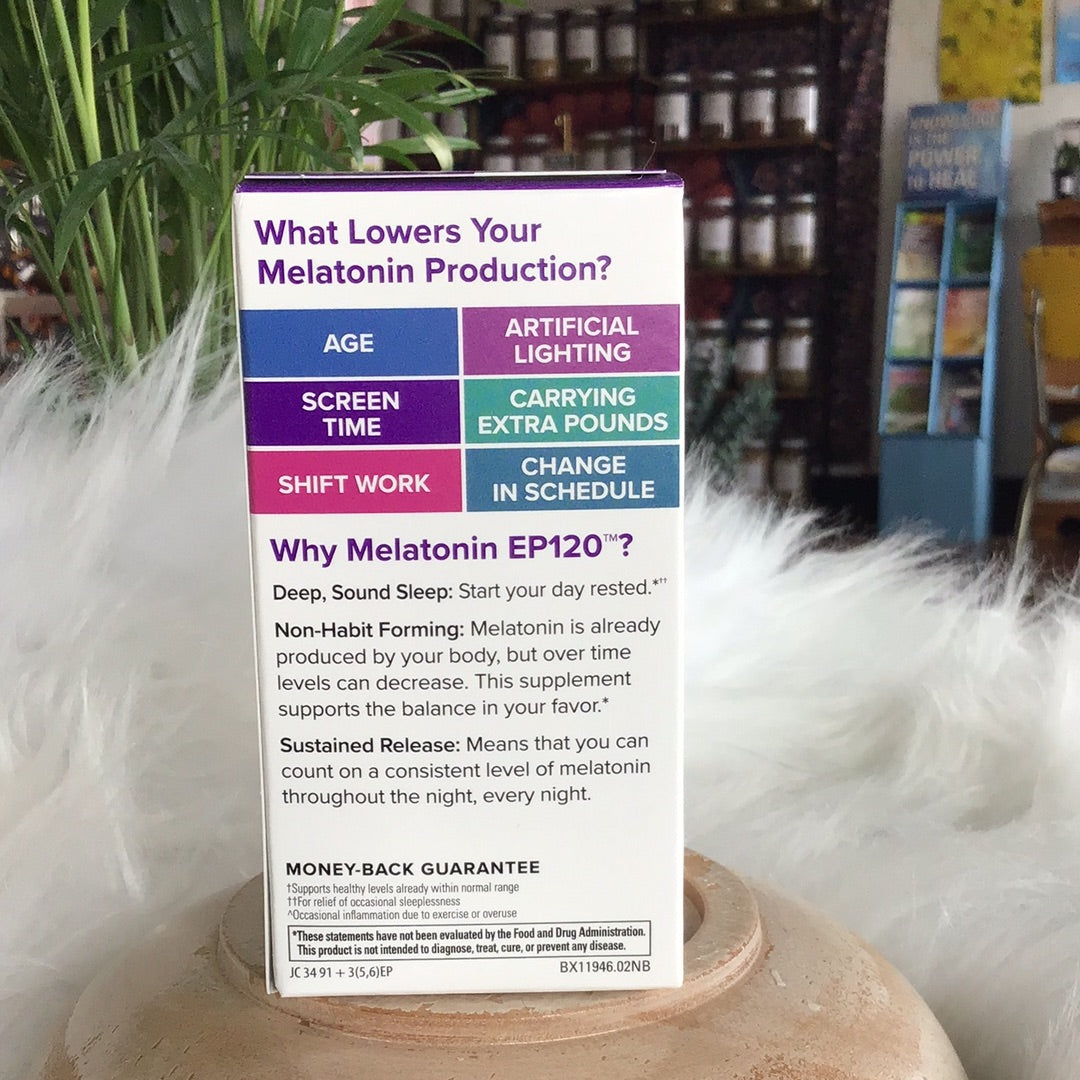 What Lowers Your
Melatonin Production?
AGE
ARTIFICIAL
LIGHTING
SCREEN
TIME
CARRYING
EXTRA POUNDS
SHIFT WORK
CHANGE
IN SCHEDULE
Why Melatonin EP120™?
Deep, Sound Sleep: Start your day rested.*††
Non-Habit Forming: Melatonin is already
produced by your body, but over time
levels can decrease. This supplement
supports the balance in your favor.*
Sustained Release: Means that you can
count on a consistent level of melatonin
throughout the night, every night.
MONEY-BACK GUARANTEE
†Supports healthy levels already within normal range
††For relief of occasional sleeplessness
^Occasional inflammation due to exercise or overuse
*These statements have not been evaluated by the Food and Drug Administration.
This product is not intended to diagnose, treat, cure, or prevent any disease.
JC 34 91 + 3(5,6)EP
BX11946.02NB
KNOWLEDGE
IS THE
POWER
to HEAL